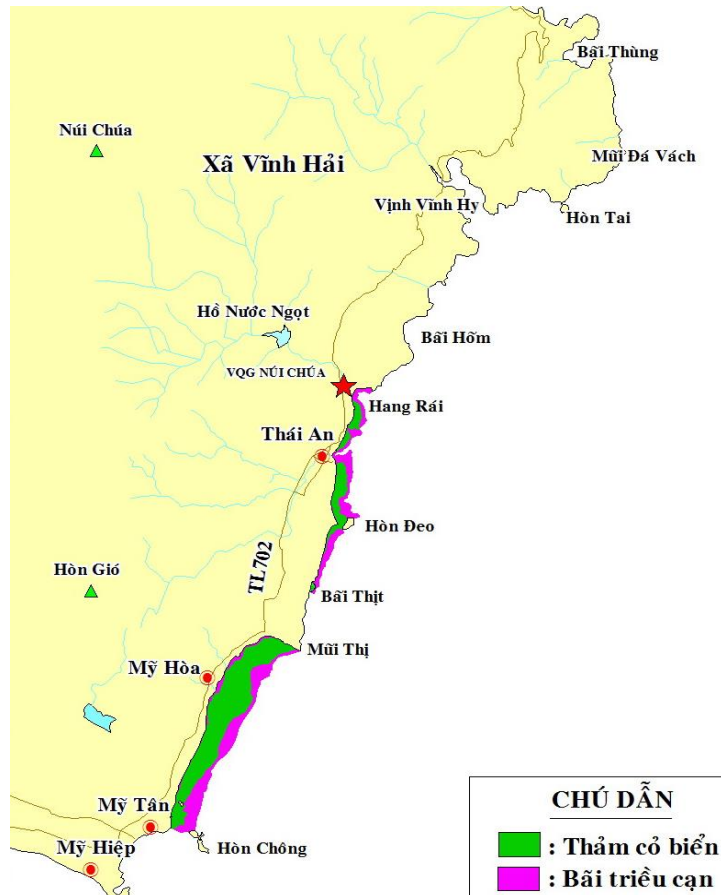 Bãi Thùng
Núi Chúa
Xã Vĩnh Hải
Mũi Đá Vách
Vịnh Vĩnh Hy
Hòn Tai
Hồ Nước Ngọt
Bãi Hõm
VQG NÚI CHÚA
Hang Rái
Thái An
Hòn Đeo
TL702
Hòn Gió
Bãi Thịt
Mũi Thị
Mỹ Hòa
Mỹ Tân
Mỹ Hiệp
Hòn Chông
CHÚ DẪN
: Thảm cỏ biển
: Bãi triều cạn